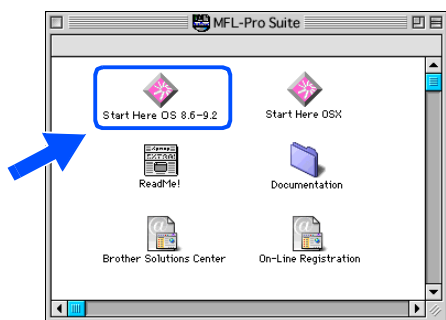 MFL-Pro Suite
Start Here OS 8.6-9.2
Start Here OSX
EXTRA!
ReadMe!
Documentation
Brother Solutions Center
On-Line Registration